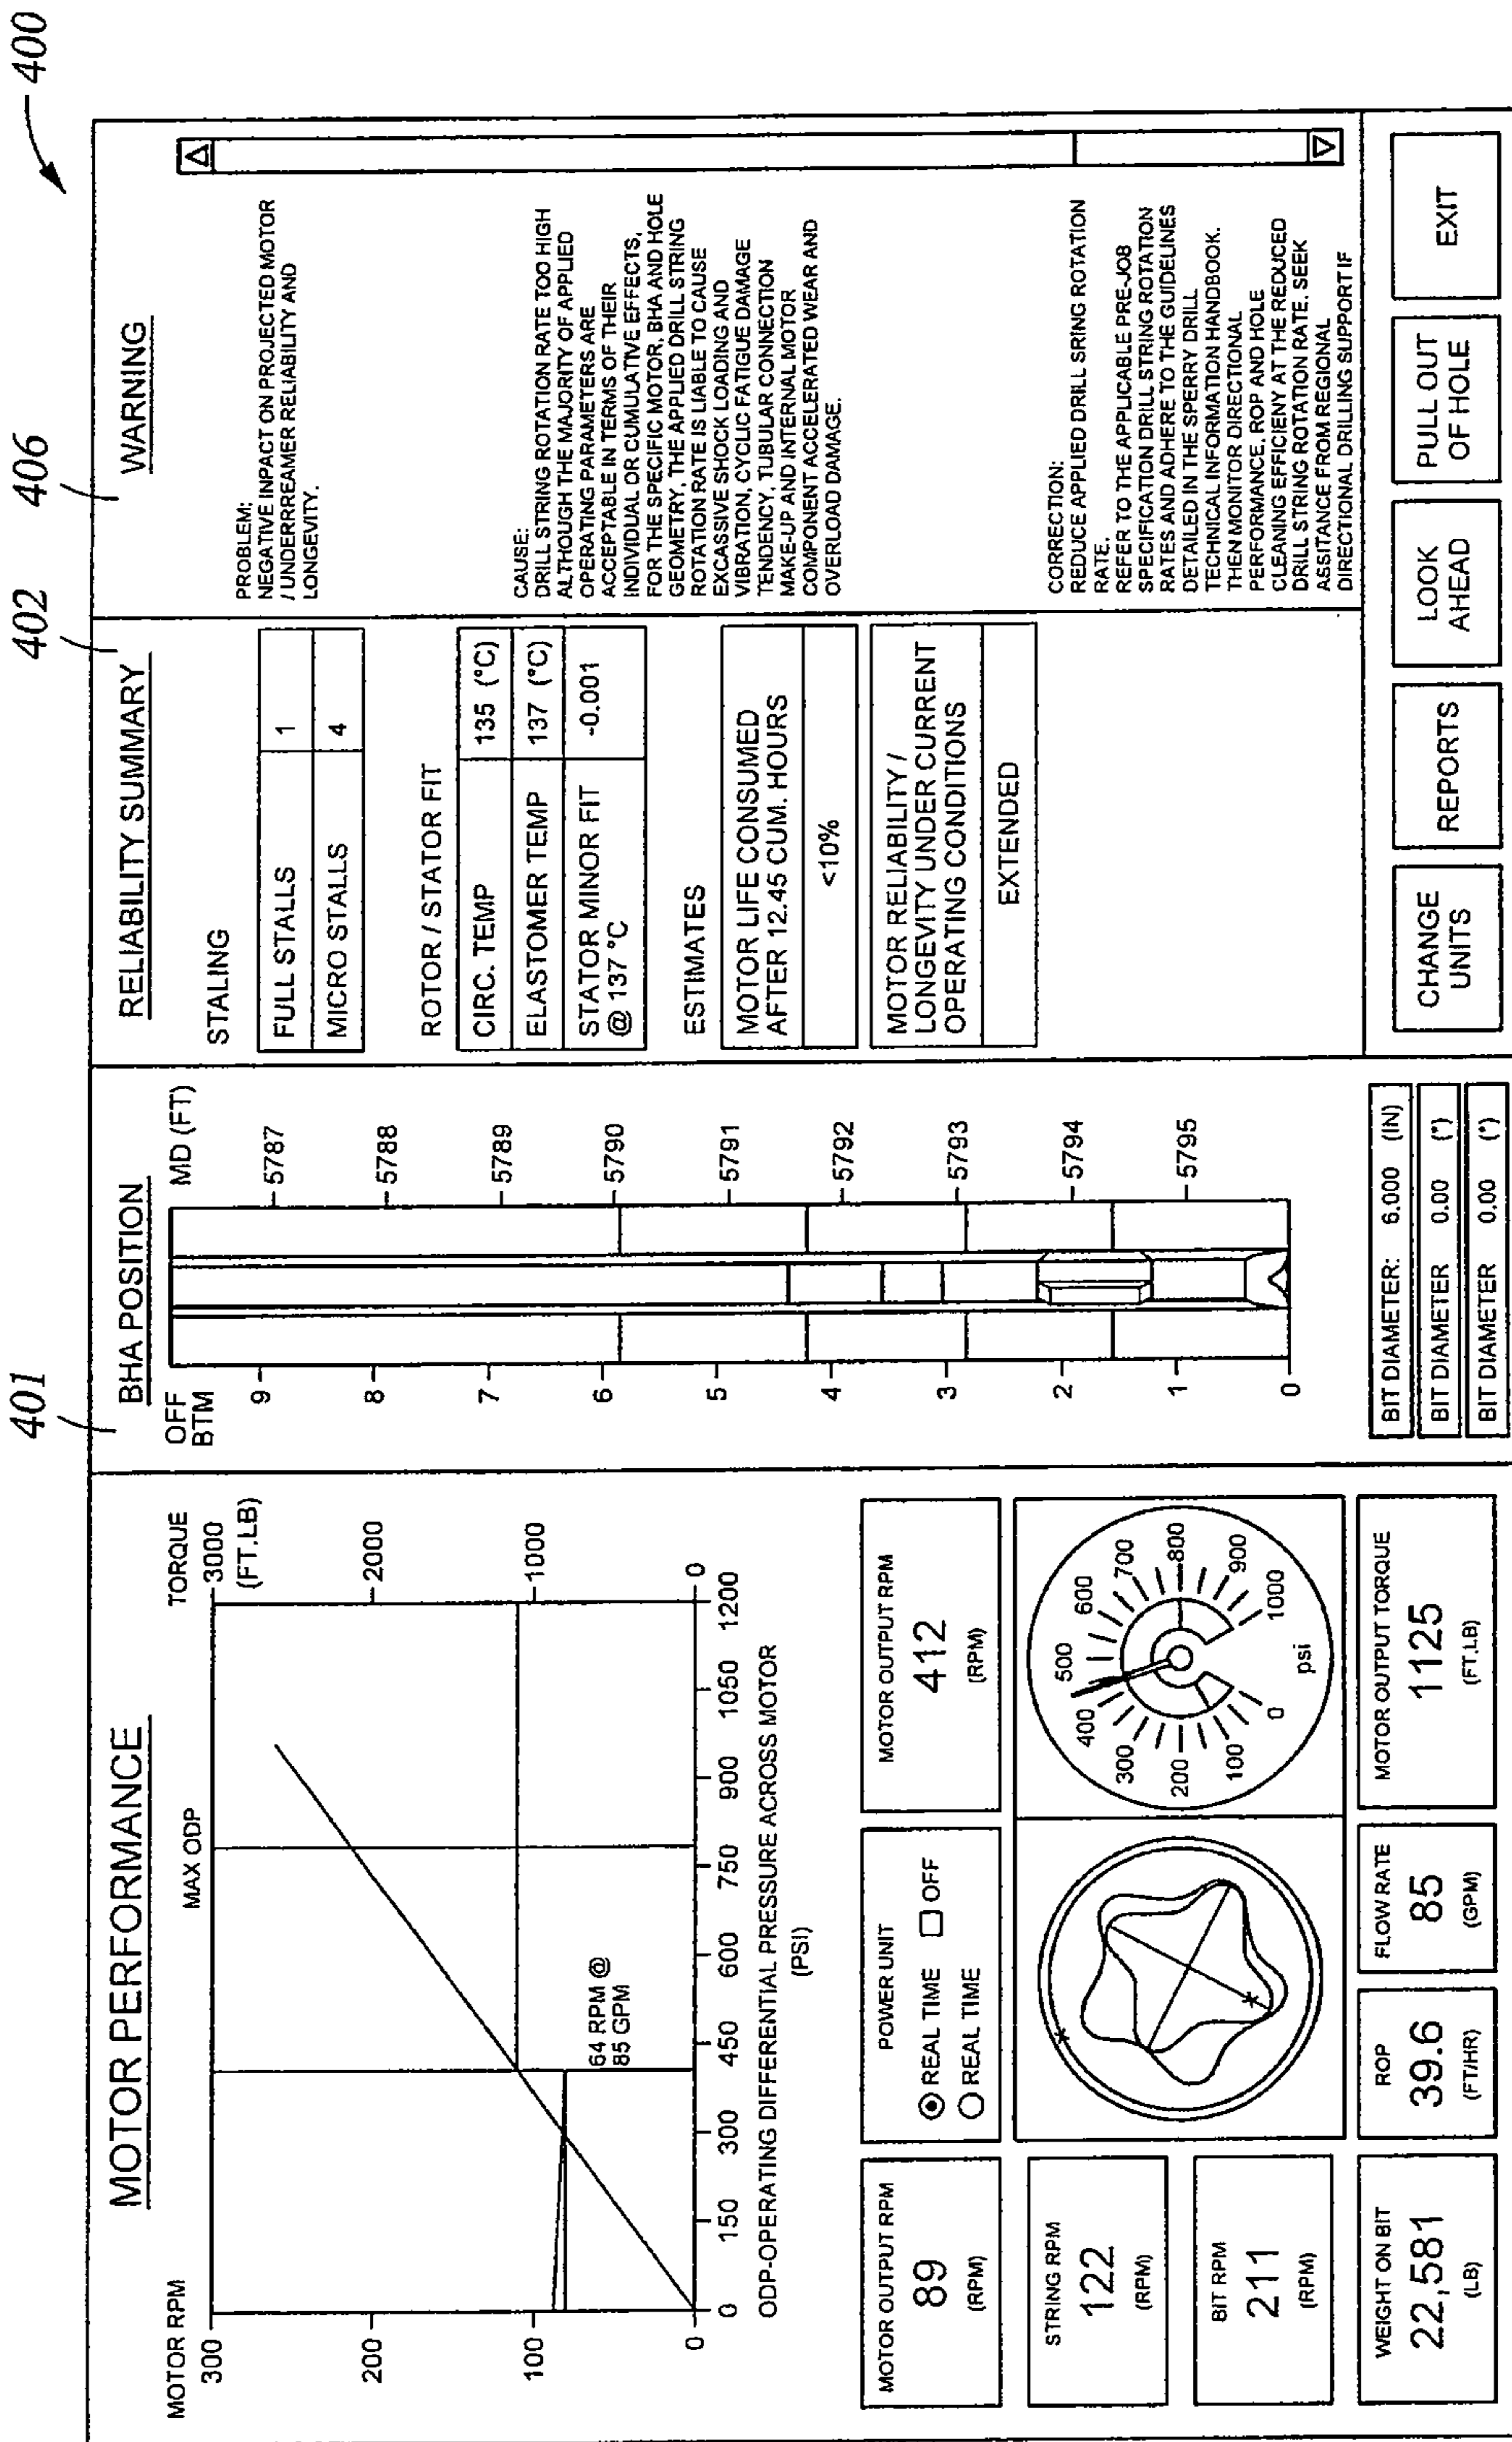 400
401
402
406
MOTOR PERFORMANCE
MOTOR RPM
MAX ODP
TORQUE
3000
(FT.LB)
300
200
100
0
2000
1000
0
64 RPM @
85 GPM
0 150 300 450 600 750 900 1050 1200
ODP-OPERATING DIFFERENTIAL PRESSURE ACROSS MOTOR
(PSI)
MOTOR OUTPUT RPM
89
(RPM)
POWER UNIT
REAL TIME OFF
REAL TIME
MOTOR OUTPUT RPM
412
(RPM)
STRING RPM
122
(RPM)
BIT RPM
211
(RPM)
*
*
0
100
200
300
400
500
600
700
800
900
1000
psi
WEIGHT ON BIT
22,581
(LB)
ROP
39.6
(FT/HR)
FLOW RATE
85
(GPM)
MOTOR OUTPUT TORQUE
1125
(FT.LB)
BHA POSITION
OFF
BTM
MD (FT)
9
8
7
6
5
4
3
2
1
0
5787
5788
5789
5790
5791
5792
5793
5794
5795
BIT DIAMETER: 6.000 (IN)
BIT DIAMETER 0.00 (°)
BIT DIAMETER 0.00 (°)
RELIABILITY SUMMARY
STALING
FULL STALLS 1
MICRO STALLS 4
ROTOR / STATOR FIT
CIRC. TEMP 135 (°C)
ELASTOMER TEMP 137 (°C)
STATOR MINOR FIT
@ 137 °C
-0.001
ESTIMATES
MOTOR LIFE CONSUMED
AFTER 12.45 CUM. HOURS
<10%
MOTOR RELIABILITY /
LONGEVITY UNDER CURRENT
OPERATING CONDITIONS
EXTENDED
WARNING
PROBLEM:
NEGATIVE INPACT ON PROJECTED MOTOR
/ UNDERRREAMER RELIABILITY AND
LONGEVITY.
CAUSE:
DRILL STRING ROTATION RATE TOO HIGH
ALTHOUGH THE MAJORITY OF APPLIED
OPERATING PARAMETERS ARE
ACCEPTABLE IN TERMS OF THEIR
INDIVIDUAL OR CUMULATIVE EFFECTS,
FOR THE SPECIFIC MOTOR, BHA AND HOLE
GEOMETRY, THE APPLIED DRILL STRING
ROTATION RATE IS LIABLE TO CAUSE
EXCASSIVE SHOCK LOADING AND
VIBRATION, CYCLIC FATIGUE DAMAGE
TENDENCY, TUBULAR CONNECTION
MAKE-UP AND INTERNAL MOTOR
COMPONENT ACCELERATED WEAR AND
OVERLOAD DAMAGE.
CORRECTION:
REDUCE APPLIED DRILL SRING ROTATION
RATE.
REFER TO THE APPLICABLE PRE-JOB
SPECIFICATION DRILL STRING ROTATION
RATES AND ADHERE TO THE GUIDELINES
DETAILED IN THE SPERRY DRILL
TECHNICAL INFORMATION HANDBOOK.
THEN MONITOR DIRECTIONAL
PERFORMANCE, ROP AND HOLE
CLEANING EFFICIENY AT THE REDUCED
DRILL STRING ROTATION RATE, SEEK
ASSITANCE FROM REGIONAL
DIRECTIONAL DRILLING SUPPORT IF
CHANGE
UNITS
REPORTS
LOOK
AHEAD
PULL OUT
OF HOLE
EXIT